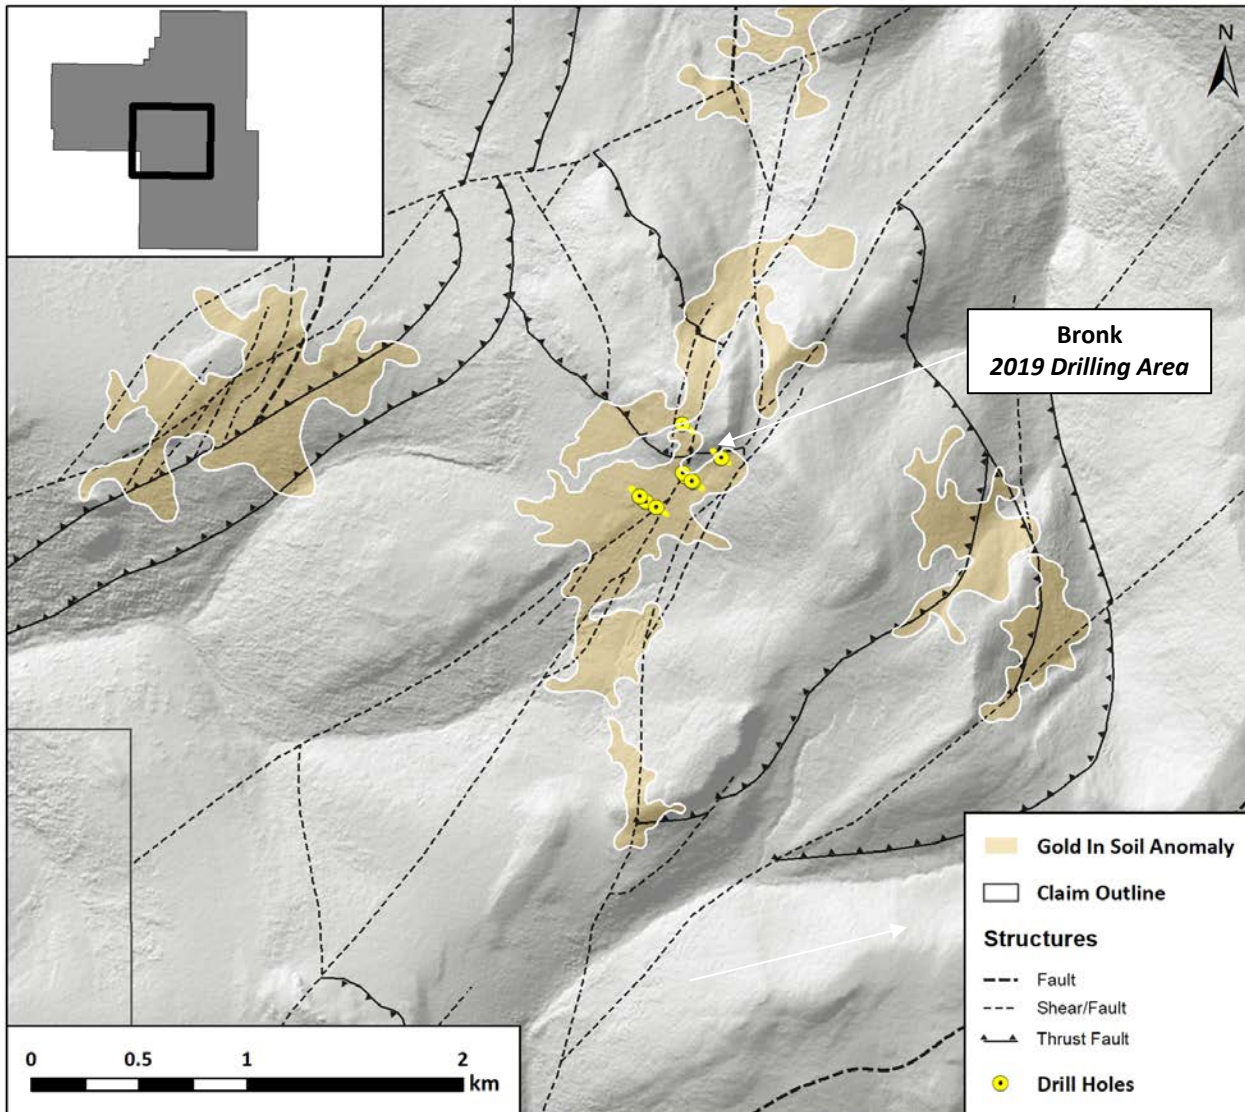 N
Bronk
2019 Drilling Area
Gold In Soil Anomaly
Claim Outline
Structures
Fault
Shear/Fault
Thrust Fault
Drill Holes
0 0.5 1 2
km